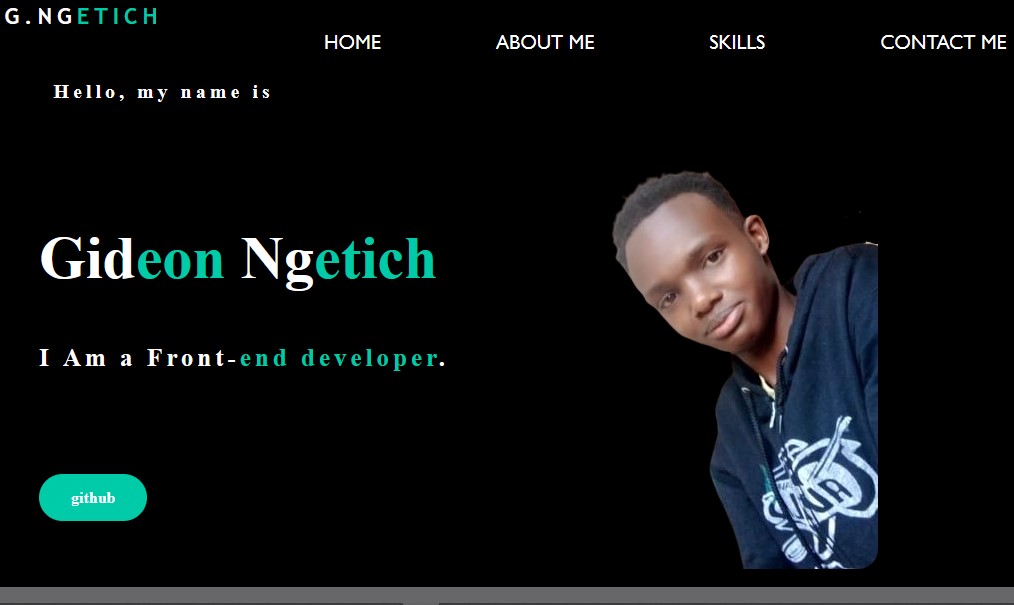 G.NGETICH
HOME ABOUT ME SKILLS CONTACT ME
Hello, my name is
Gideon Ngetich
I Am a Front-end developer.
github